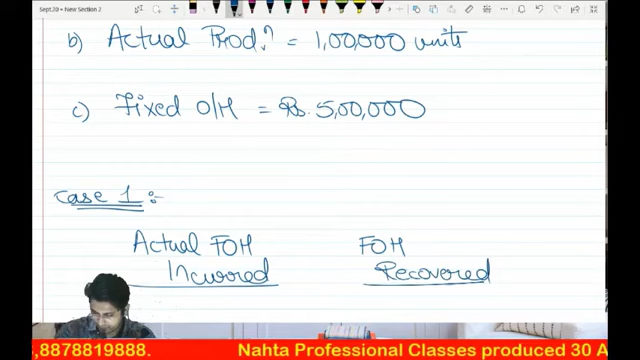 Sept.20 » New Section 2
b) Actual Prod.? = 1,00,000 units
c) Fixed O/H = Rs. 5,00,000
Case 1 :-
Actual FOH FOH
Incurred Recovered
,8878819888. Nahta Professional Classes produced 30 A